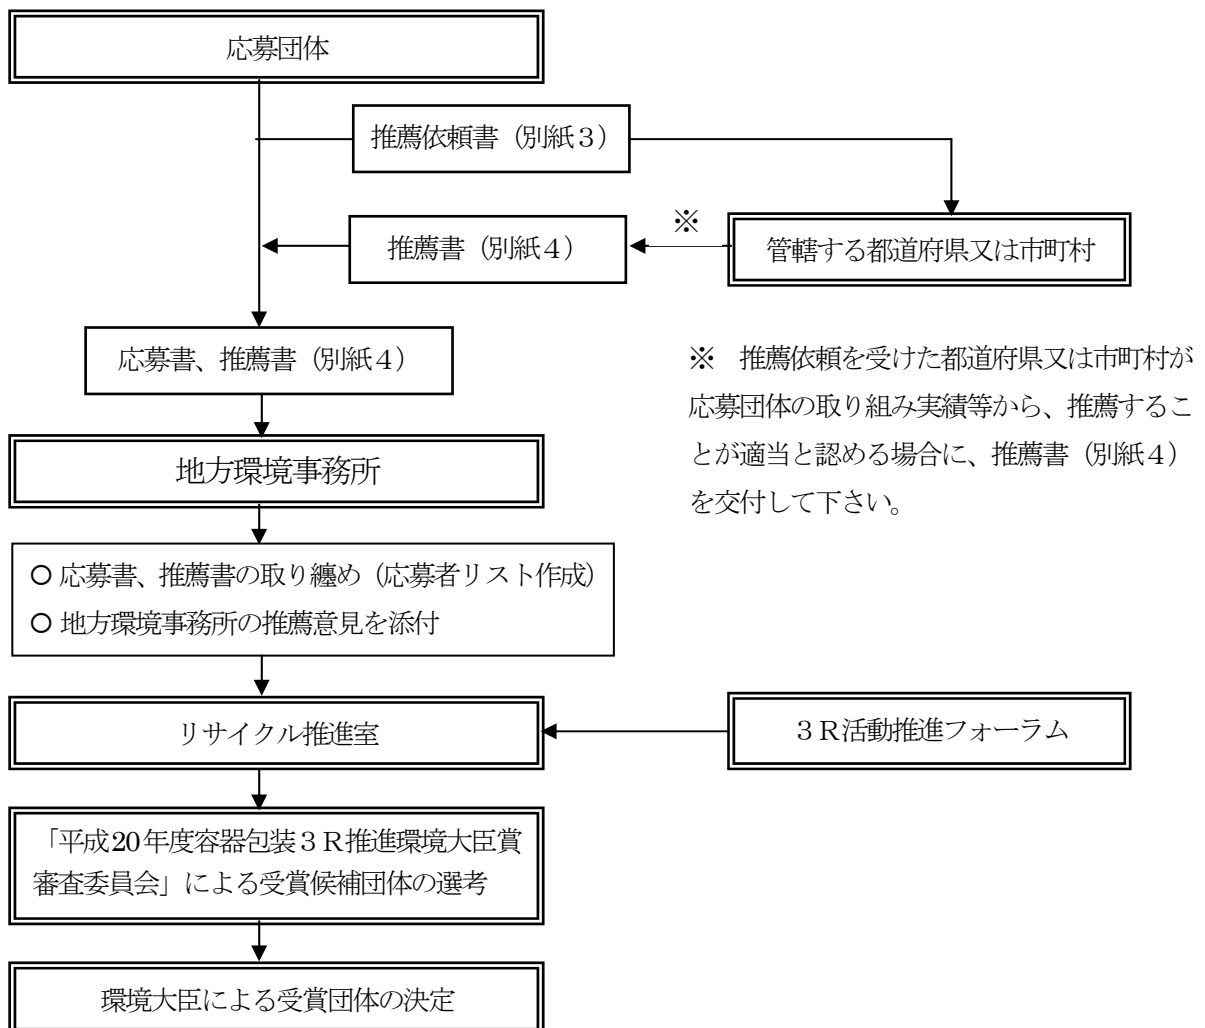 応募団体
推薦依頼書（別紙３）
※
推薦書（別紙４）
管轄する都道府県又は市町村
応募書、推薦書（別紙４）
※　推薦依頼を受けた都道府県又は市町村が
応募団体の取り組み実績等から、推薦するこ
とが適当と認める場合に、推薦書（別紙４）
を交付して下さい。
地方環境事務所
○ 応募書、推薦書の取り纏め（応募者リスト作成）
○ 地方環境事務所の推薦意見を添付
リサイクル推進室
３Ｒ活動推進フォーラム
「平成20年度容器包装３Ｒ推進環境大臣賞
審査委員会」による受賞候補団体の選考
環境大臣による受賞団体の決定